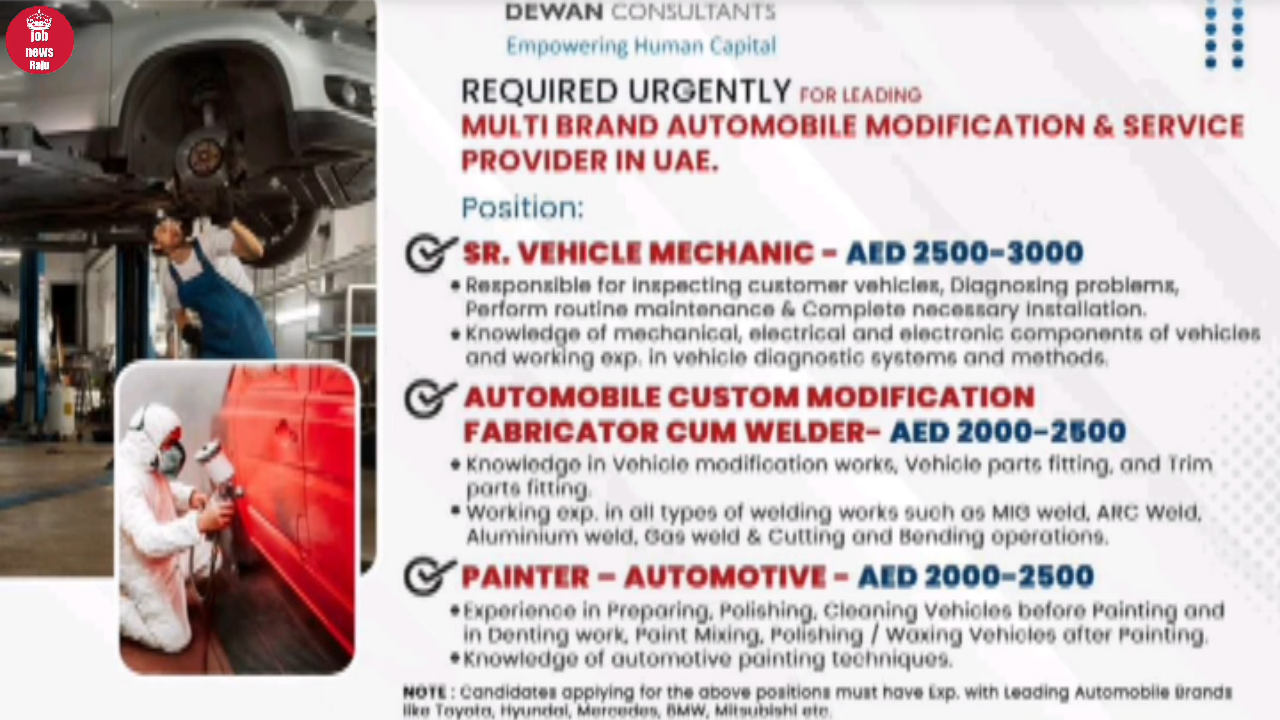 job
news
Raju
DEWAN CONSULTANTS
Empowering Human Capital
REQUIRED URGENTLY FOR LEADING
MULTI BRAND AUTOMOBILE MODIFICATION & SERVICE
PROVIDER IN UAE.
Position:
SR. VEHICLE MECHANIC - AED 2500-3000
• Responsible for Inspecting customer vehicles, Diagnosing problems,
Perform routine maintenance & Complete necessary Installation.
• Knowledge of mechanical, electrical and electronic components of vehicles
and working exp. in vehicle diagnostic systems and methods.
AUTOMOBILE CUSTOM MODIFICATION
FABRICATOR CUM WELDER- AED 2000-2500
• Knowledge in Vehicle modification works, Vehicle parts fitting, and Trim
parts fitting.
• Working exp. in all types of welding works such as MIG weld, ARC Weld,
Aluminium weld, Gas weld & Cutting and Bending operations.
PAINTER - AUTOMOTIVE - AED 2000-2500
• Experience in Preparing, Polishing, Cleaning Vehicles before Painting and
in Denting work, Paint Mixing, Polishing / Waxing Vehicles after Painting.
• Knowledge of automotive painting techniques.
NOTE : Candidates applying for the above positions must have Exp. with Leading Automobile Brands
like Toyota, Hyundai, Mercedes, BMW, Mitsubishi etc.